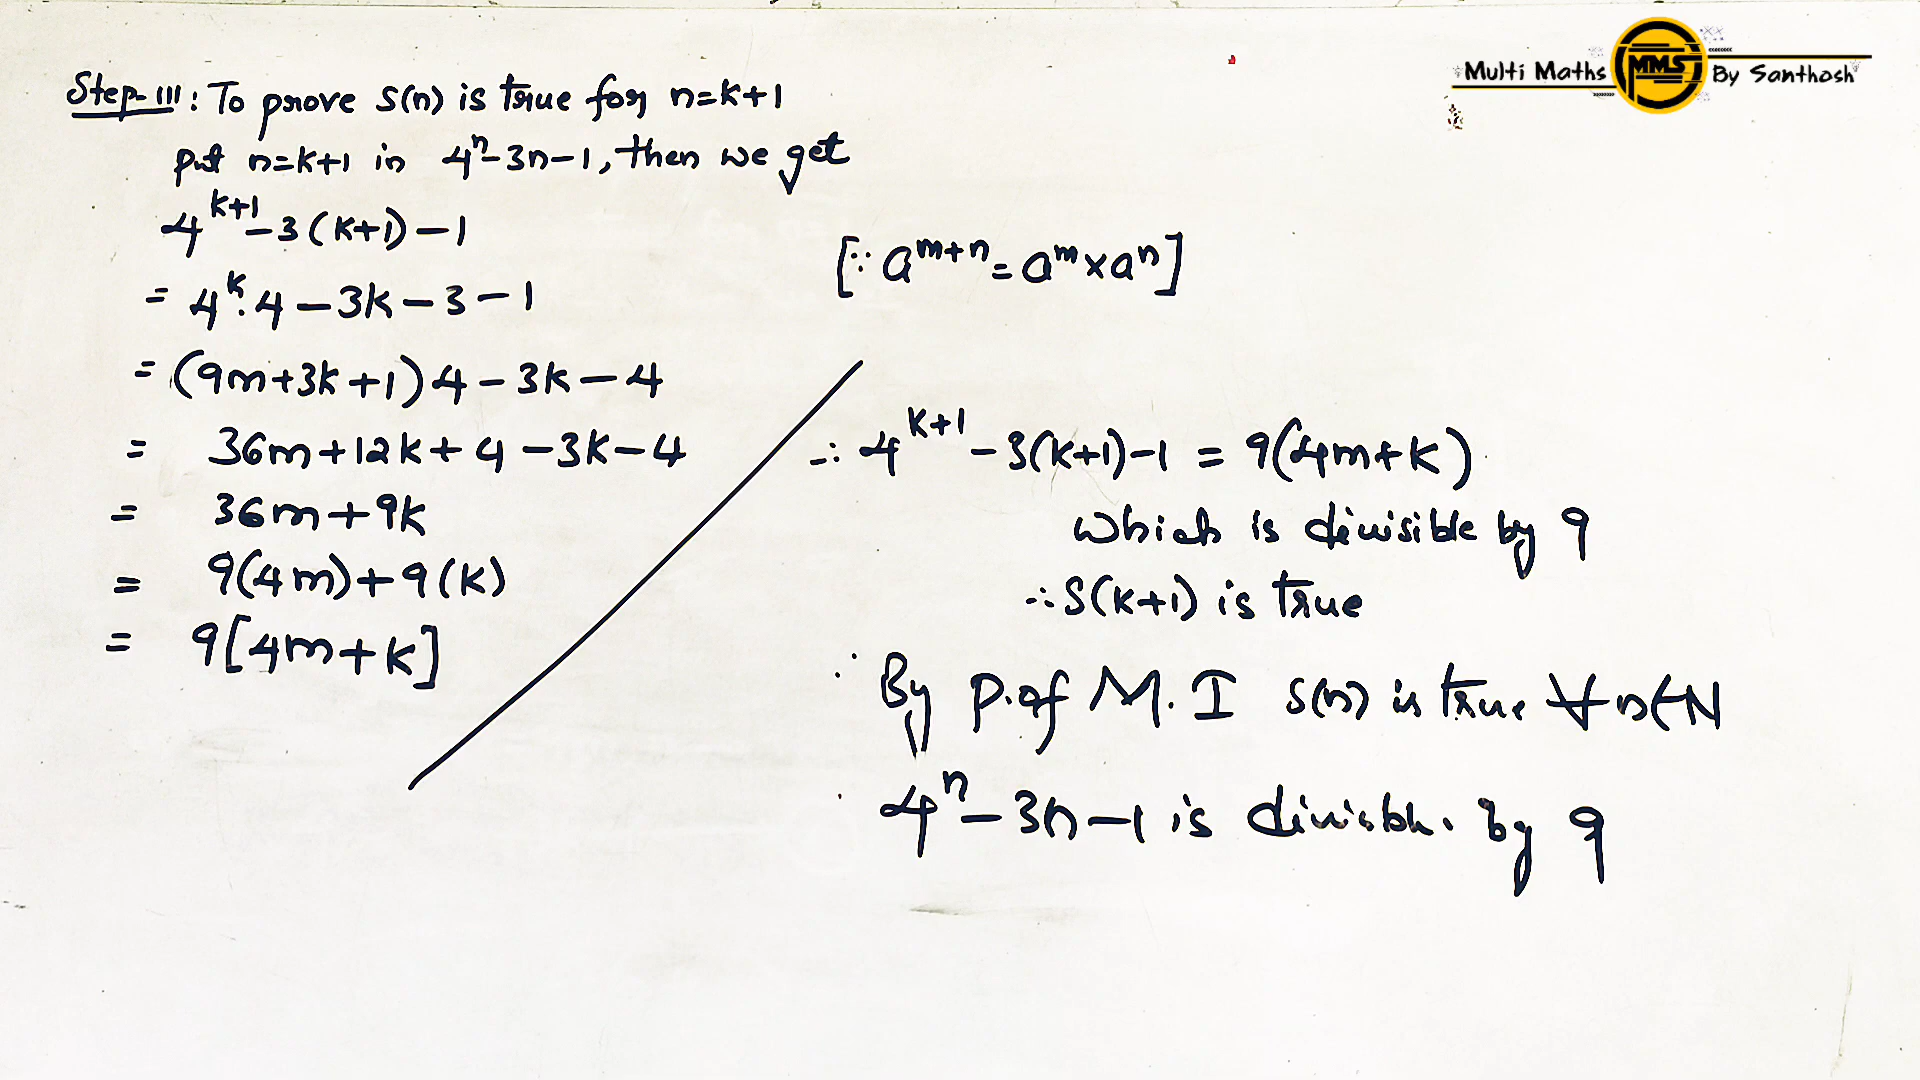 Multi Maths MMS By Santhosh
Step-III: To prove S(n) is true for n=k+1
put n=k+1 in 4ⁿ-3n-1, then we get
4^{k+1}-3(k+1)-1
= 4^k.4-3k-3-1 [∵ a^{m+n}=a^m×a^n]
= (9m+3k+1)4-3k-4
= 36m+12k+4-3k-4
= 36m+9k
= 9(4m)+9(k)
= 9[4m+k]
∴ 4^{k+1}-3(k+1)-1 = 9(4m+k)
which is divisible by 9
∴ S(k+1) is true
By P. of M.I S(n) is true ∀ n∈N
4ⁿ-3n-1 is divisible by 9